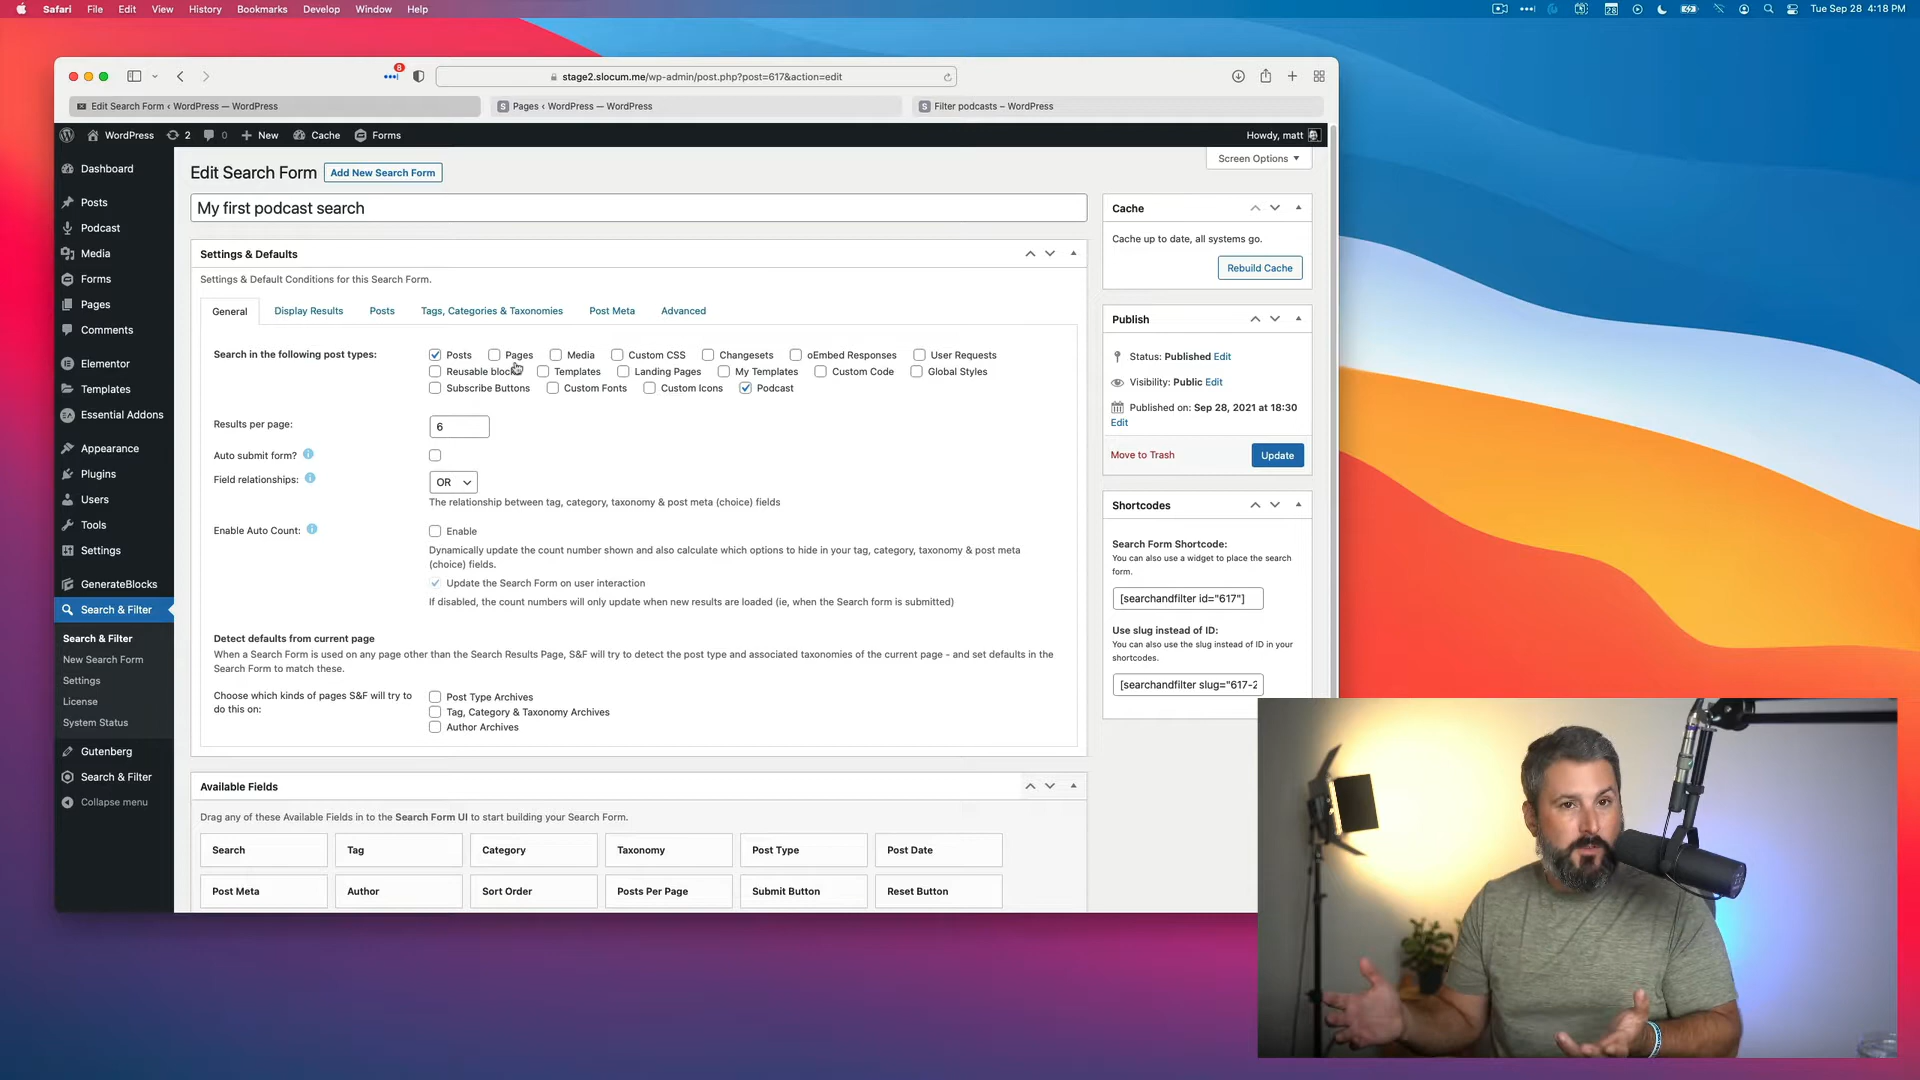 Safari File Edit View History Bookmarks Develop Window Help
Tue Sep 28 4:18 PM
8
stage2.slocum.me/wp-admin/post.php?post=617&action=edit
Edit Search Form ‹ WordPress — WordPress
Pages ‹ WordPress — WordPress
Filter podcasts – WordPress
WordPress 2 0 New Cache Forms
Howdy, matt
Dashboard
Posts
Podcast
Media
Forms
Pages
Comments
Elementor
Templates
Essential Addons
Appearance
Plugins
Users
Tools
Settings
GenerateBlocks
Search & Filter
Search & Filter
New Search Form
Settings
License
System Status
Gutenberg
Search & Filter
Collapse menu
Screen Options
Edit Search Form
Add New Search Form
My first podcast search
Settings & Defaults
Settings & Default Conditions for this Search Form.
General Display Results Posts Tags, Categories & Taxonomies Post Meta Advanced
Search in the following post types:
Posts Pages Media Custom CSS Changesets oEmbed Responses User Requests
Reusable blocks Templates Landing Pages My Templates Custom Code Global Styles
Subscribe Buttons Custom Fonts Custom Icons Podcast
Results per page: 6
Auto submit form?
Field relationships: OR
The relationship between tag, category, taxonomy & post meta (choice) fields
Enable Auto Count: Enable
Dynamically update the count number shown and also calculate which options to hide in your tag, category, taxonomy & post meta
(choice) fields.
Update the Search Form on user interaction
If disabled, the count numbers will only update when new results are loaded (ie, when the Search form is submitted)
Detect defaults from current page
When a Search Form is used on any page other than the Search Results Page, S&F will try to detect the post type and associated taxonomies of the current page - and set defaults in the
Search Form to match these.
Choose which kinds of pages S&F will try to
do this on:
Post Type Archives
Tag, Category & Taxonomy Archives
Author Archives
Available Fields
Drag any of these Available Fields in to the Search Form UI to start building your Search Form.
Search Tag Category Taxonomy Post Type Post Date
Post Meta Author Sort Order Posts Per Page Submit Button Reset Button
Cache
Cache up to date, all systems go.
Rebuild Cache
Publish
Status: Published Edit
Visibility: Public Edit
Published on: Sep 28, 2021 at 18:30
Edit
Move to Trash
Update
Shortcodes
Search Form Shortcode:
You can also use a widget to place the search
form.
[searchandfilter id="617"]
Use slug instead of ID:
You can also use the slug instead of ID in your
shortcodes.
[searchandfilter slug="617-2